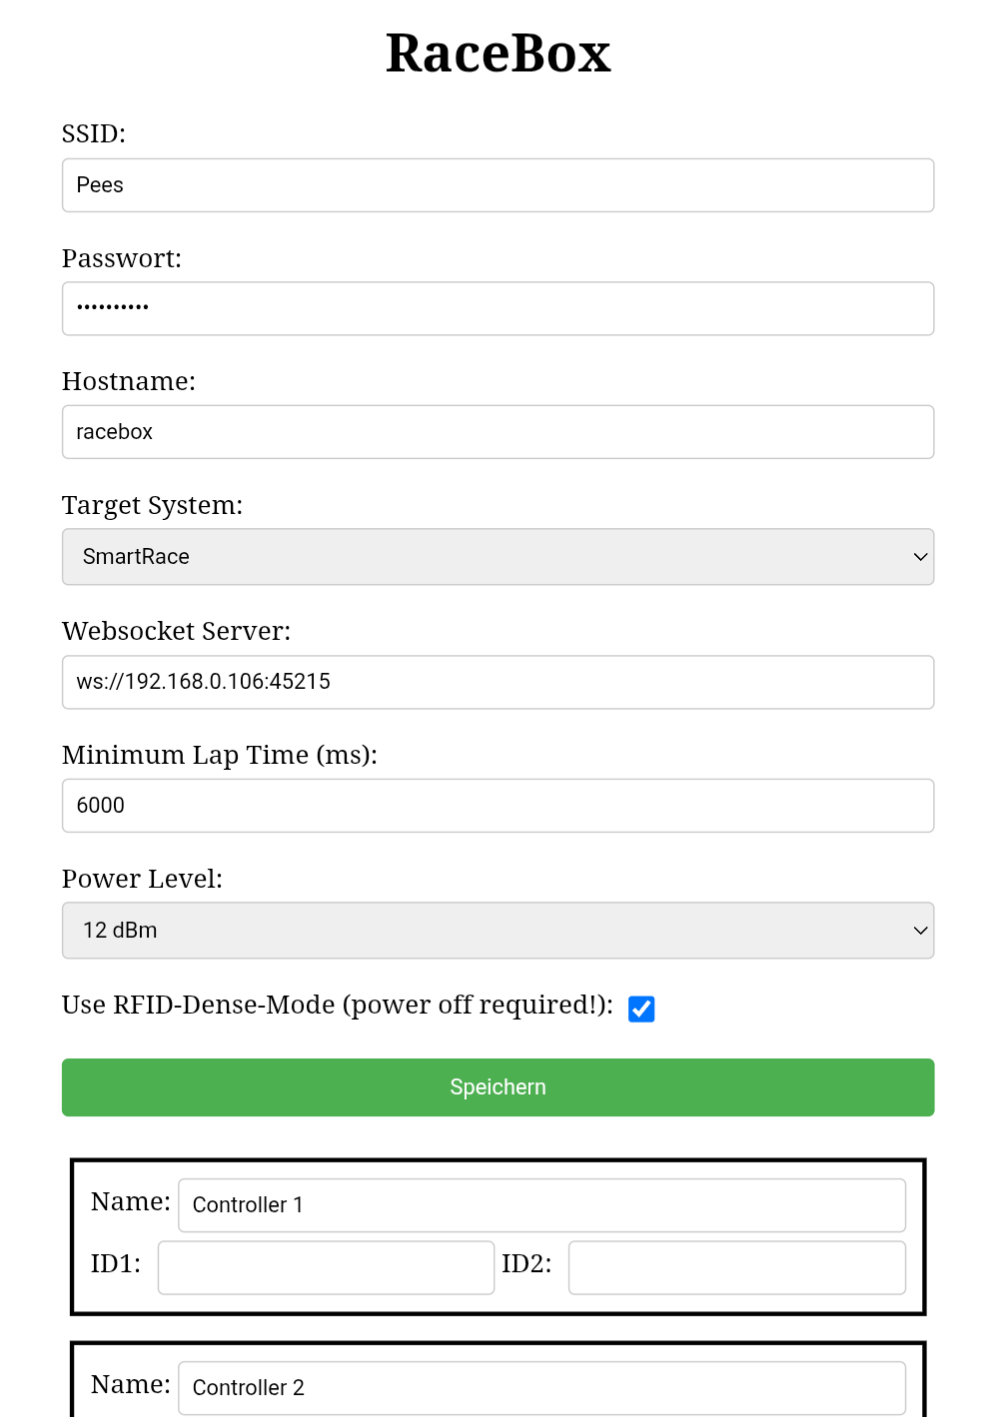 RaceBox
SSID:
Pees
Passwort:
••••••••••
Hostname:
racebox
Target System:
SmartRace
Websocket Server:
ws://192.168.0.106:45215
Minimum Lap Time (ms):
6000
Power Level:
12 dBm
Use RFID-Dense-Mode (power off required!):
Speichern
Name: Controller 1
ID1: ID2:
Name: Controller 2